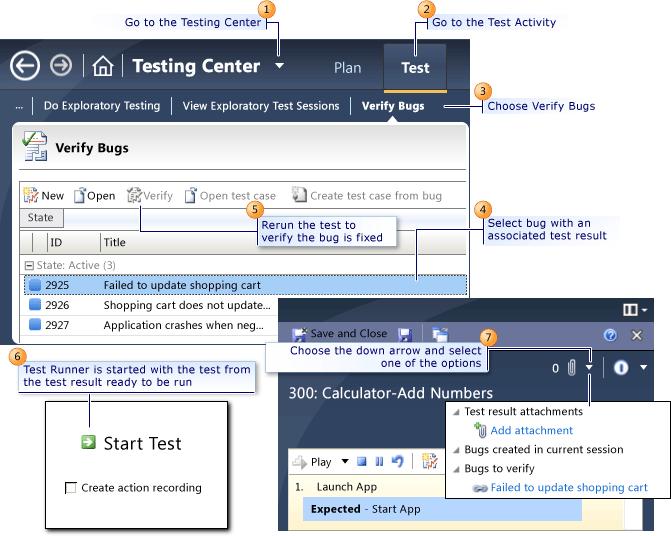 1
Go to the Testing Center
2
Go to the Test Activity
Testing Center
Plan
Test
3
Choose Verify Bugs
... Do Exploratory Testing View Exploratory Test Sessions Verify Bugs
Verify Bugs
New Open Verify Open test case Create test case from bug
State
5
Rerun the test to
verify the bug is fixed
4
Select bug with an
associated test result
ID Title
State: Active (3)
2925 Failed to update shopping cart
2926 Shopping cart does not update...
2927 Application crashes when neg...
6
Test Runner is started with the test from
the test result ready to be run
Start Test
Create action recording
Save and Close
7
Choose the down arrow and select
one of the options
0
300: Calculator-Add Numbers
Test result attachments
Add attachment
Bugs created in current session
Bugs to verify
Failed to update shopping cart
Play
1. Launch App
Expected - Start App